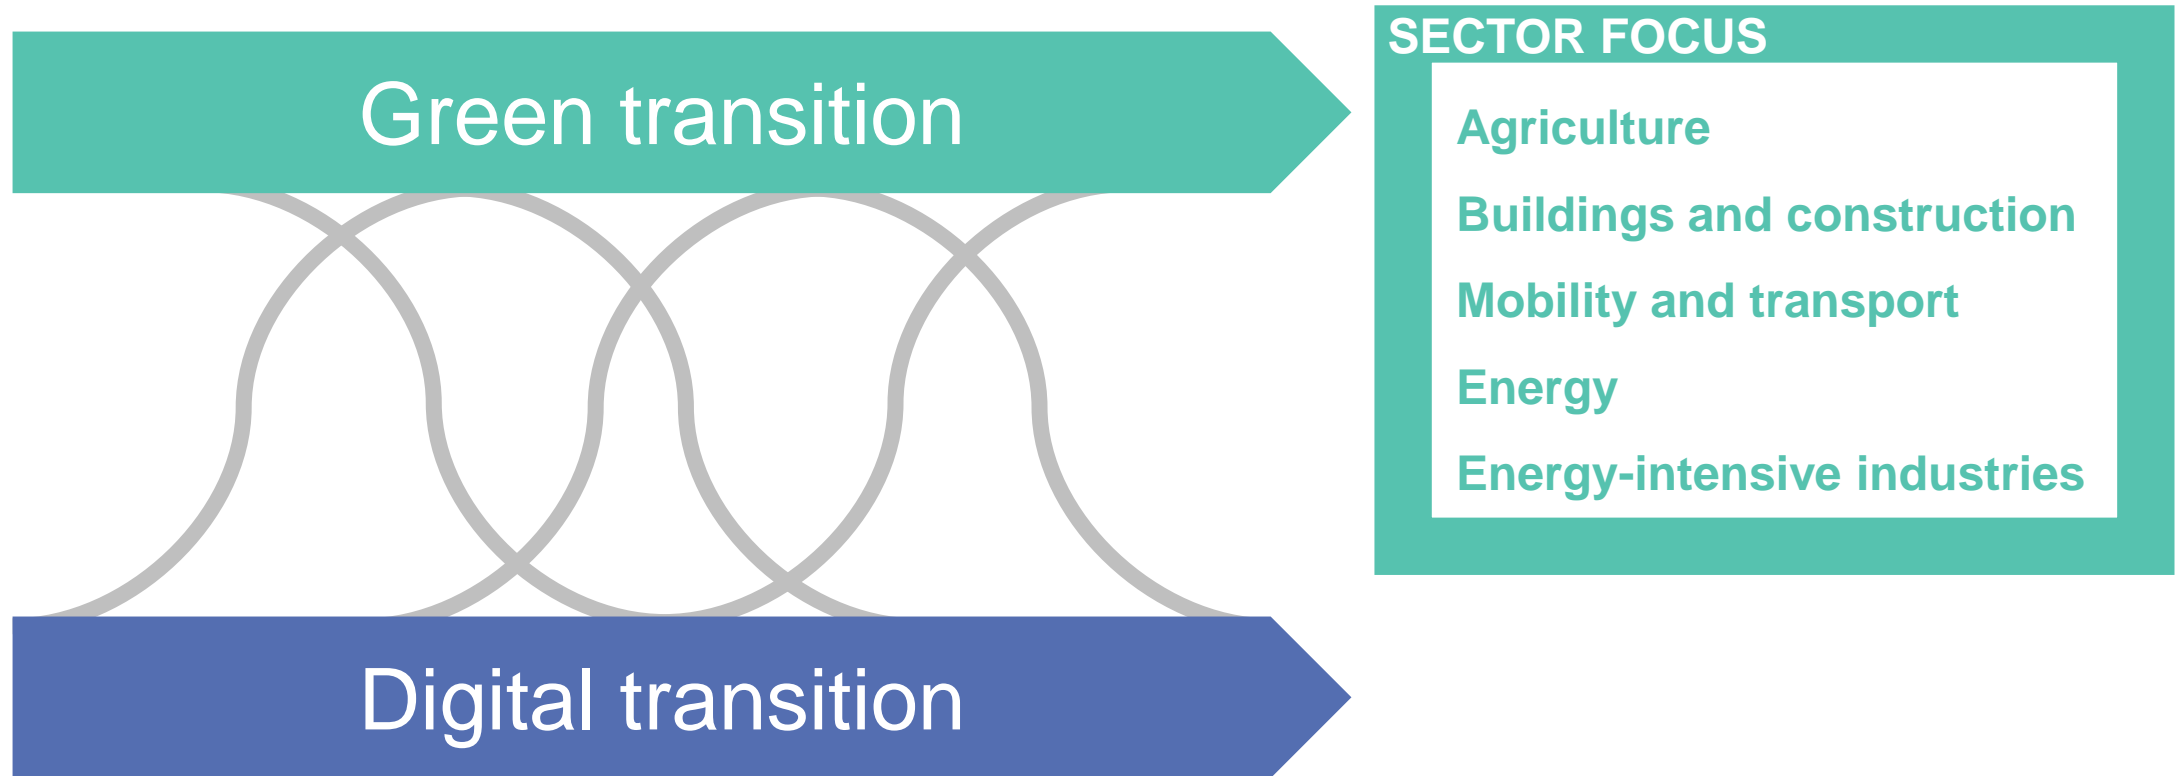 Green transition
SECTOR FOCUS
Agriculture
Buildings and construction
Mobility and transport
Energy
Energy-intensive industries
Digital transition